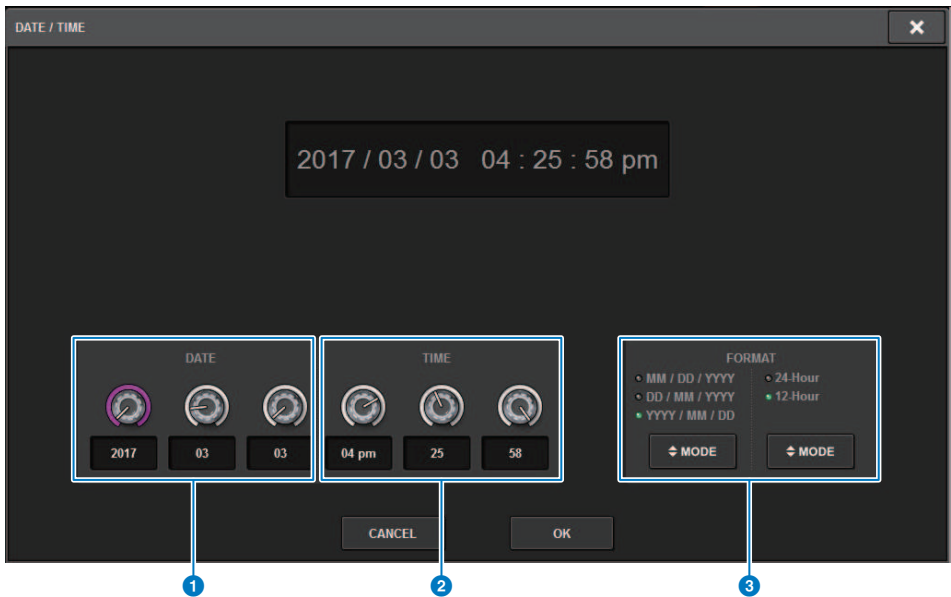 DATE / TIME
2017 / 03 / 03 04 : 25 : 58 pm
DATE
2017 03 03
TIME
04 pm 25 58
FORMAT
MM / DD / YYYY
DD / MM / YYYY
YYYY / MM / DD
MODE
24-Hour
12-Hour
MODE
CANCEL OK
1 2 3